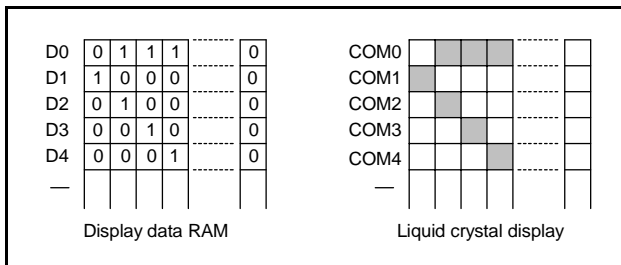 D0 0 1 1 1 0
D1 1 0 0 0 0
D2 0 1 0 0 0
D3 0 0 1 0 0
D4 0 0 0 1 0
—
Display data RAM
COM0
COM1
COM2
COM3
COM4
—
Liquid crystal display